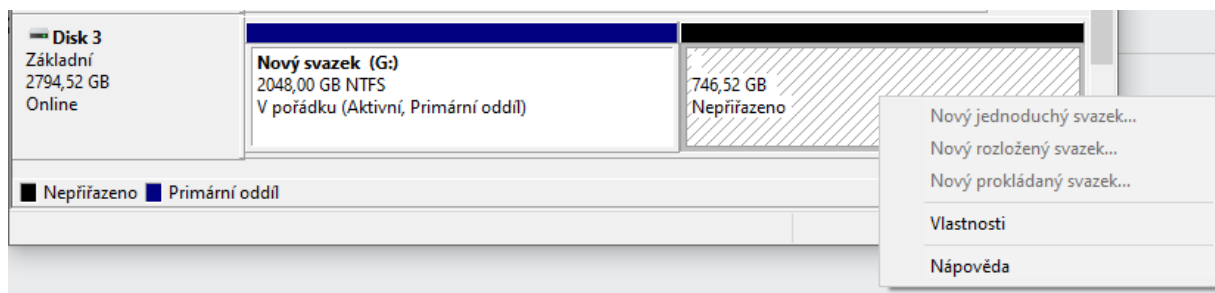 Disk 3
Základní
2794,52 GB
Online
Nový svazek (G:)
2048,00 GB NTFS
V pořádku (Aktivní, Primární oddíl)
746,52 GB
Nepřiřazeno
Nový jednoduchý svazek...
Nový rozložený svazek...
Nový prokládaný svazek...
Vlastnosti
Nápověda
Nepřiřazeno Primární oddíl